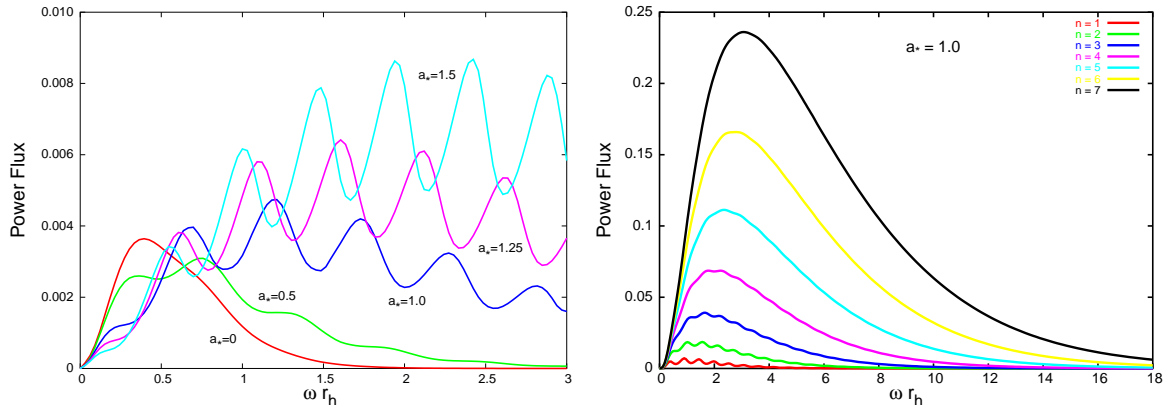 0.010
0.008
0.006
0.004
0.002
0
Power Flux
a*=1.5
a*=1.25
a*=0.5
a*=1.0
a*=0
0
0.5
1
1.5
2
2.5
3
ω rh
0.25
0.2
0.15
0.1
0.05
0
Power Flux
a* = 1.0
n = 1
n = 2
n = 3
n = 4
n = 5
n = 6
n = 7
0
2
4
6
8
10
12
14
16
18
ω rh